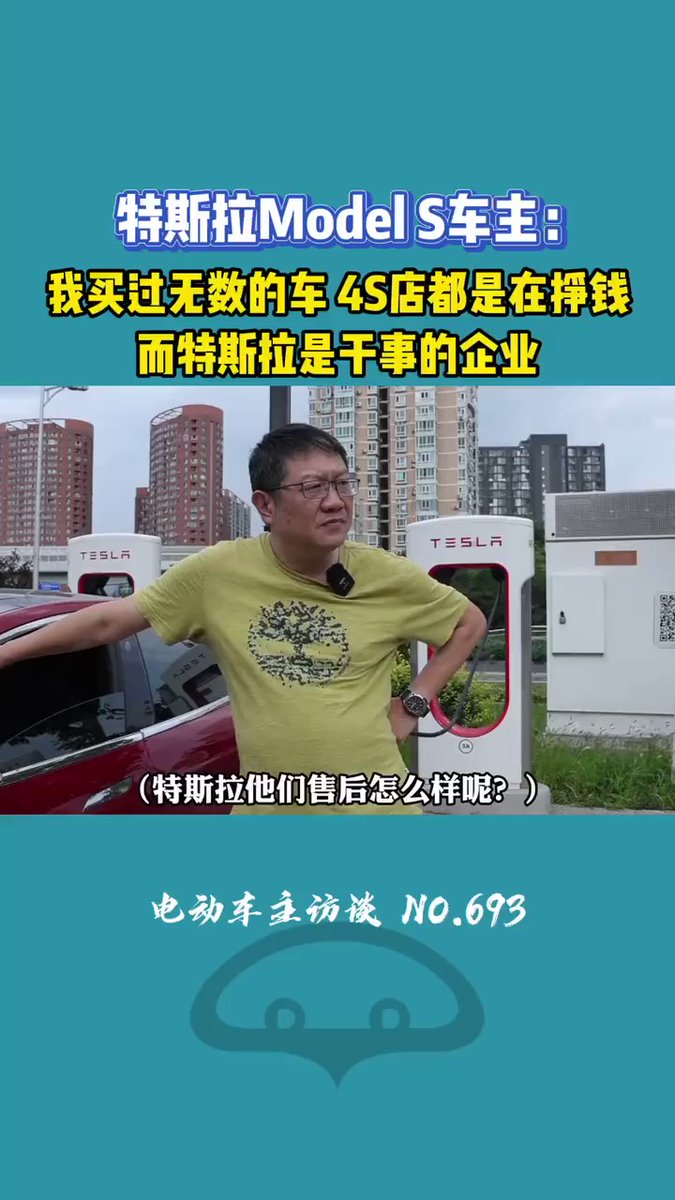 特斯拉Model S车主：
我买过无数的车 4S店都是在挣钱
而特斯拉是干事的企业
TESLA
TESLA
TESLA
3A
（特斯拉他们售后怎么样呢？）
电动车主访谈 NO.693